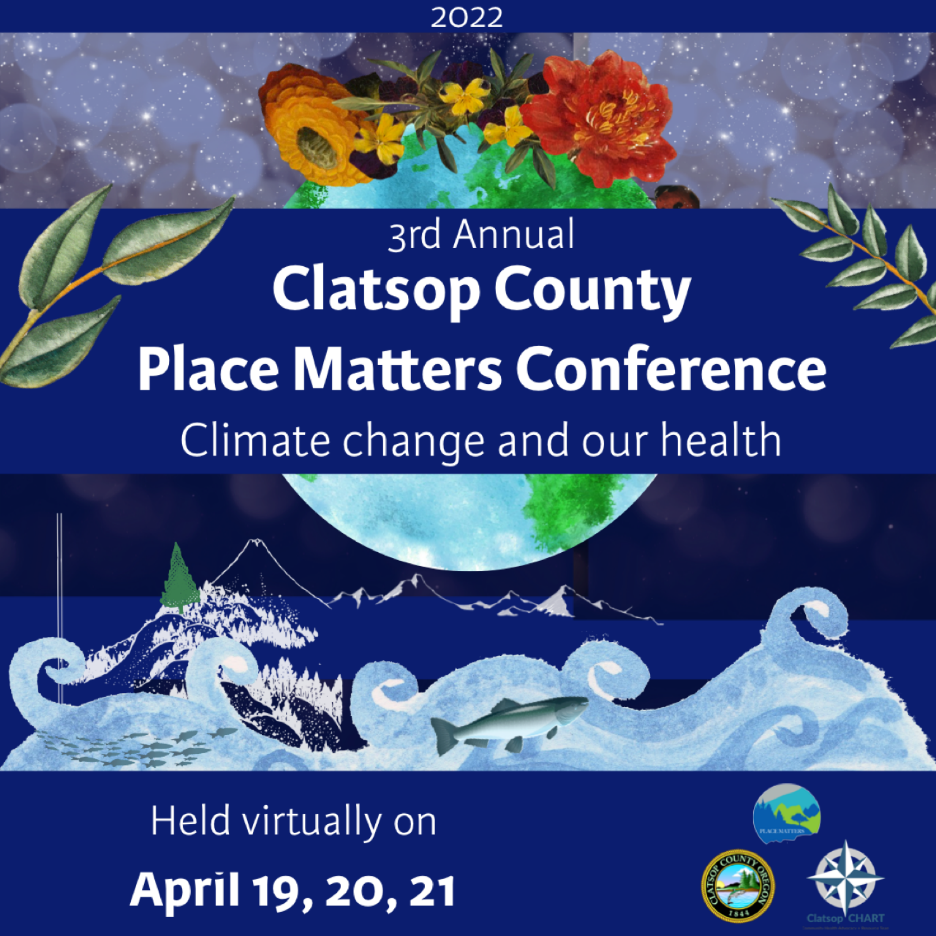 2022
3rd Annual
Clatsop County
Place Matters Conference
Climate change and our health
Held virtually on
April 19, 20, 21
PLACE MATTERS
CLATSOP COUNTY OREGON
1844
Clatsop CHART